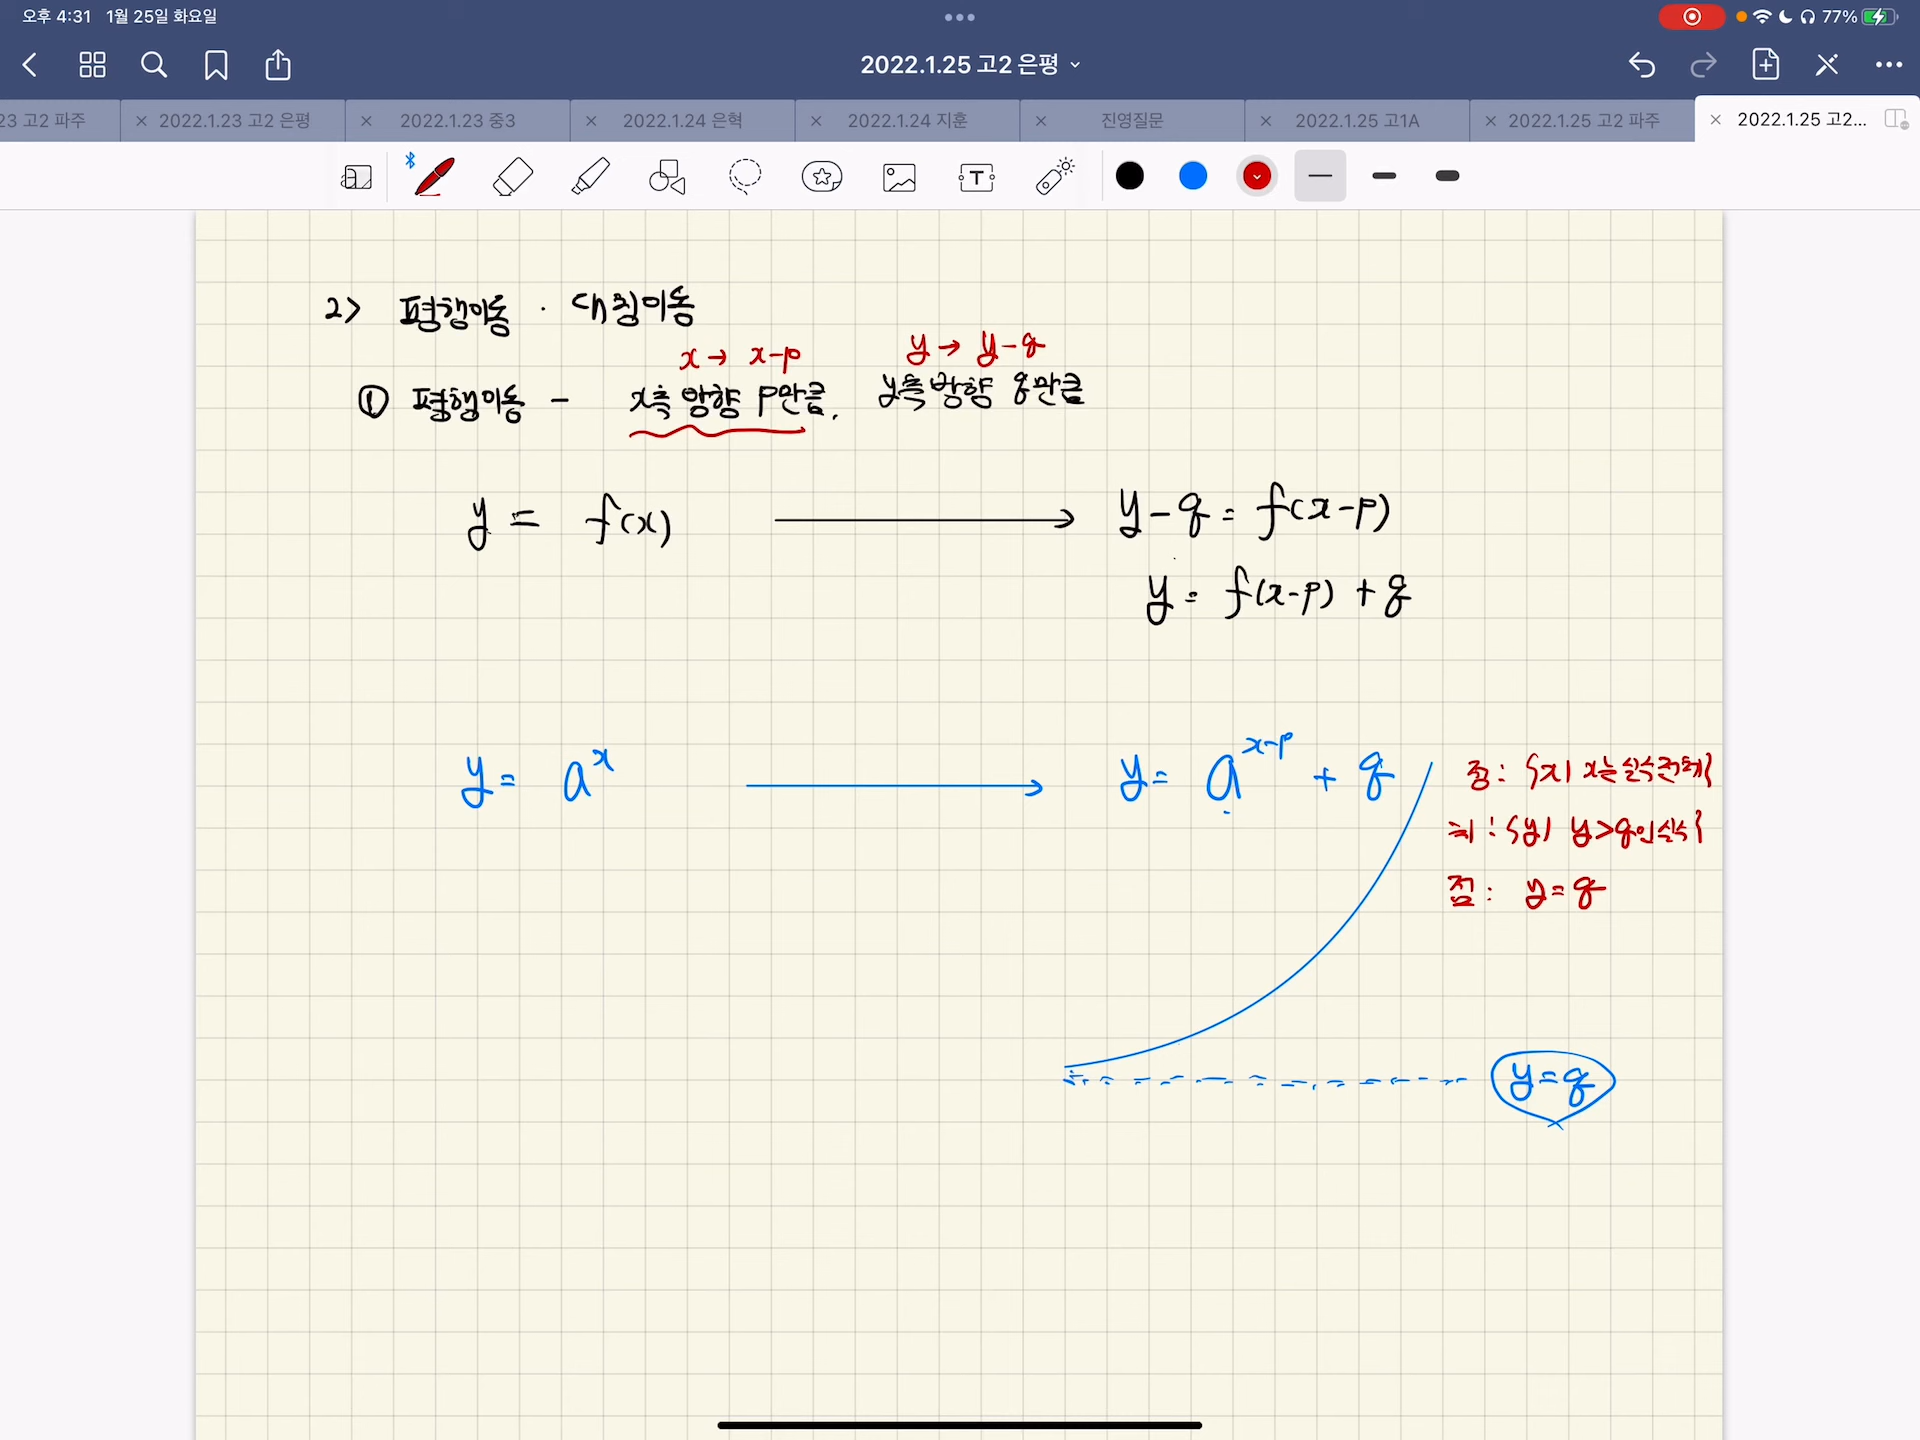 오후 4:31 1월 25일 화요일
77%
2022.1.25 고2 은평
23 고2 파주
2022.1.23 고2 은평
2022.1.23 중3
2022.1.24 은혁
2022.1.24 지훈
진영질문
2022.1.25 고1A
2022.1.25 고2 파주
2022.1.25 고2...
2> 평행이동 · 대칭이동
x → x-p y → y-q
① 평행이동 - x축 방향 p만큼, y축방향 q만큼
y = f(x) → y-q = f(x-p)
y = f(x-p) + q
y = a^x → y = a^{x-p} + q
정: {x| x는 실수전체}
치: {y| y>q인 실수}
점: y=q
y=q